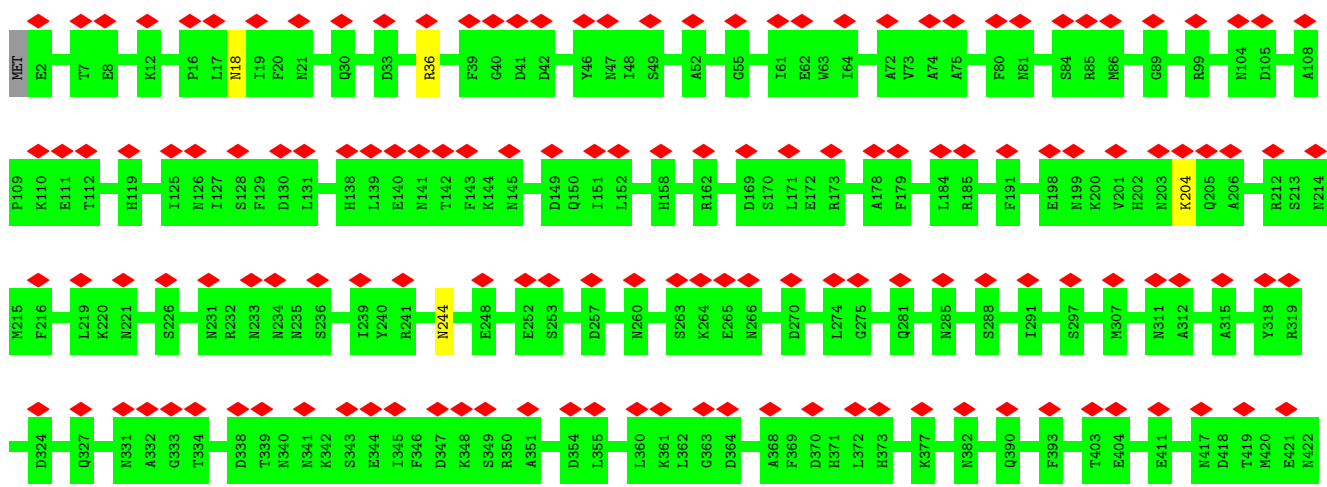 MET E2 T7 E8 K12 P16 L17 N18 I19 F20 N21 Q30 D33 R36 F39 G40 D41 D42 Y46 N47 I48 S49 A52 G55 I61 E62 W63 I64 A72 V73 A74 A75 F80 N81 S84 R85 M86 G89 R99 N104 D105 A108
P109 K110 E111 T112 H119 I125 N126 I127 S128 F129 D130 L131 H138 L139 E140 N141 T142 F143 K144 N145 D149 Q150 I151 L152 H158 R162 D169 S170 L171 E172 R173 A178 F179 L184 R185 F191 E198 N199 K200 V201 H202 N203 K204 Q205 A206 R212 S213 N214
M215 F216 L219 K220 N221 S226 N231 R232 N233 N234 N235 S236 I239 Y240 R241 N244 E248 E252 S253 D257 N260 S263 K264 E265 N266 D270 L274 G275 Q281 N285 S288 I291 S297 M307 N311 A312 A315 Y318 R319
D324 Q327 N331 A332 G333 T334 D338 T339 N340 N341 K342 S343 E344 I345 F346 D347 K348 S349 R350 A351 D354 L355 L360 K361 L362 G363 D364 A368 F369 D370 H371 L372 H373 K377 N382 Q390 F393 T403 E404 E411 N417 D418 T419 M420 E421 N422